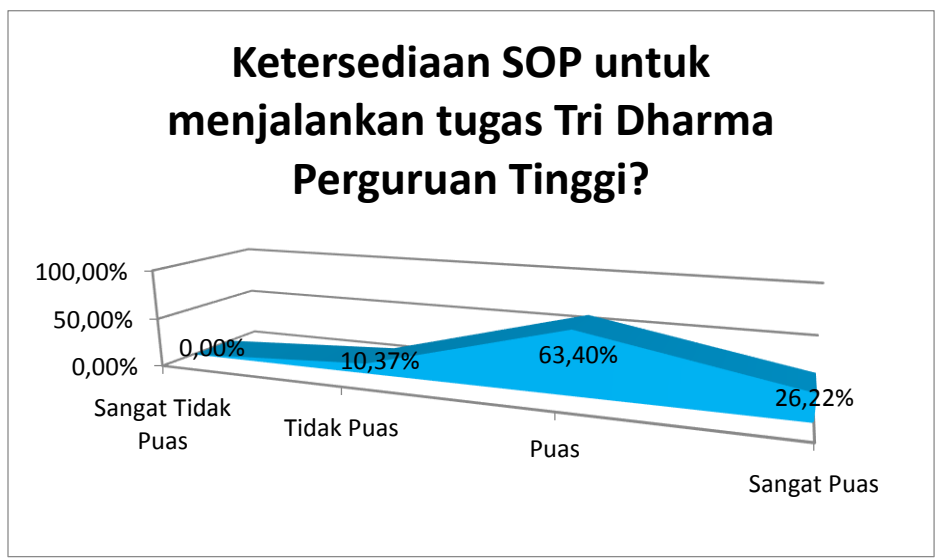 Ketersediaan SOP untuk
menjalankan tugas Tri Dharma
Perguruan Tinggi?
100,00%
50,00%
0,00%
0,00%
10,37%
63,40%
26,22%
Sangat Tidak
Puas
Tidak Puas
Puas
Sangat Puas